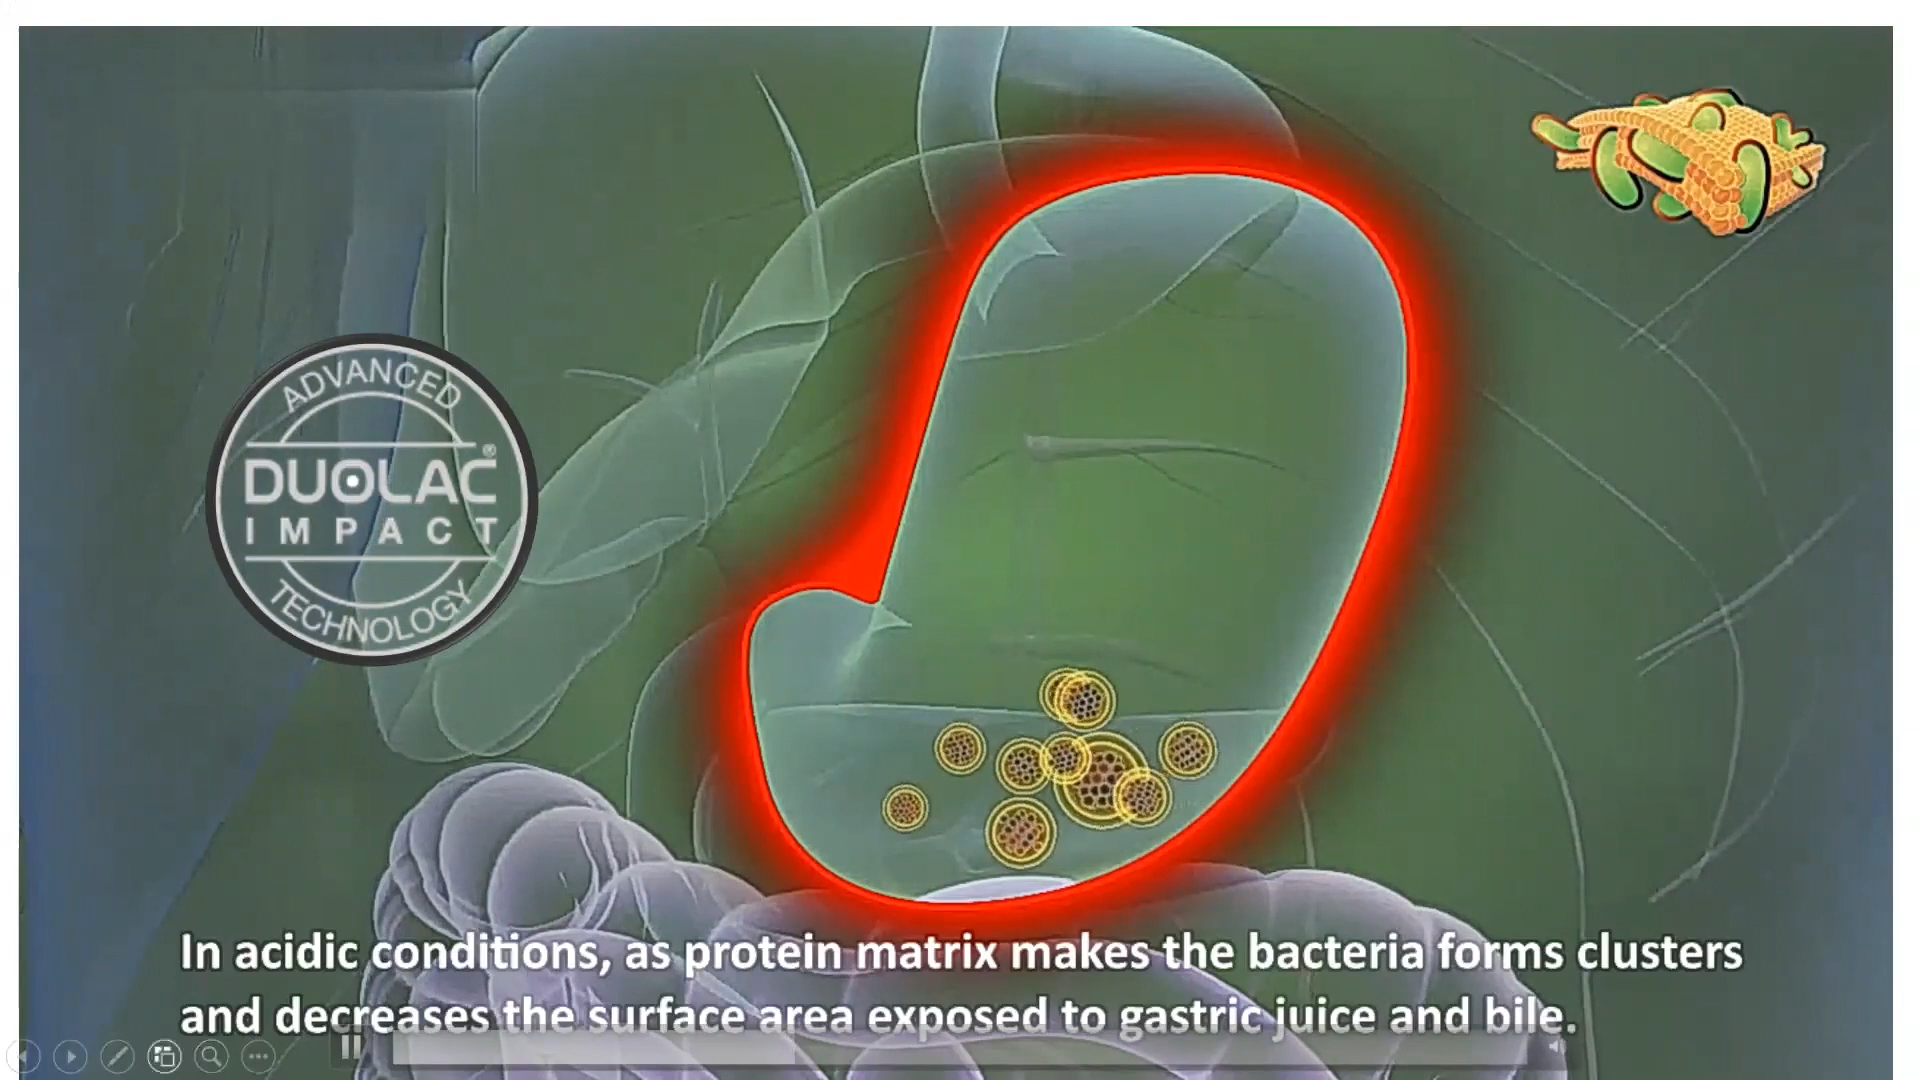 ADVANCED
DUOLAC®
IMPACT
TECHNOLOGY
In acidic conditions, as protein matrix makes the bacteria forms clusters
and decreases the surface area exposed to gastric juice and bile.